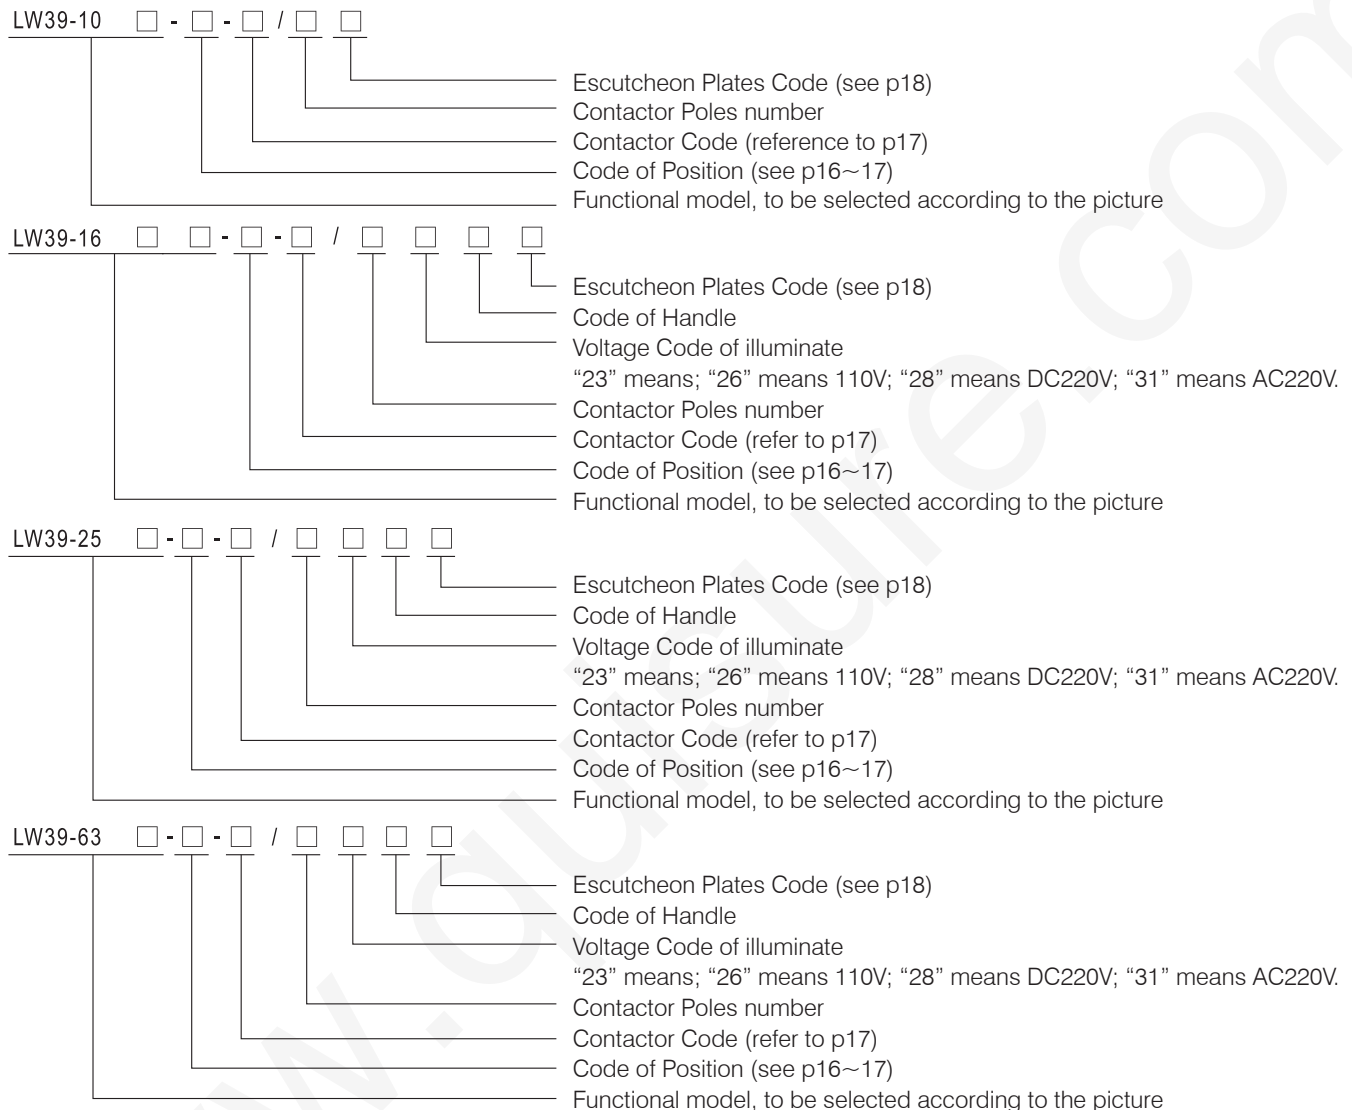 LW39-10 □ - □ - □ / □ □
Escutcheon Plates Code (see p18)
Contactor Poles number
Contactor Code (reference to p17)
Code of Position (see p16~17)
Functional model, to be selected according to the picture
LW39-16 □ □ - □ - □ / □ □ □ □
Escutcheon Plates Code (see p18)
Code of Handle
Voltage Code of illuminate
“23” means; “26” means 110V; “28” means DC220V; “31” means AC220V.
Contactor Poles number
Contactor Code (refer to p17)
Code of Position (see p16~17)
Functional model, to be selected according to the picture
LW39-25 □ - □ - □ / □ □ □ □
Escutcheon Plates Code (see p18)
Code of Handle
Voltage Code of illuminate
“23” means; “26” means 110V; “28” means DC220V; “31” means AC220V.
Contactor Poles number
Contactor Code (refer to p17)
Code of Position (see p16~17)
Functional model, to be selected according to the picture
LW39-63 □ - □ - □ / □ □ □ □
Escutcheon Plates Code (see p18)
Code of Handle
Voltage Code of illuminate
“23” means; “26” means 110V; “28” means DC220V; “31” means AC220V.
Contactor Poles number
Contactor Code (refer to p17)
Code of Position (see p16~17)
Functional model, to be selected according to the picture
www.quisure.com